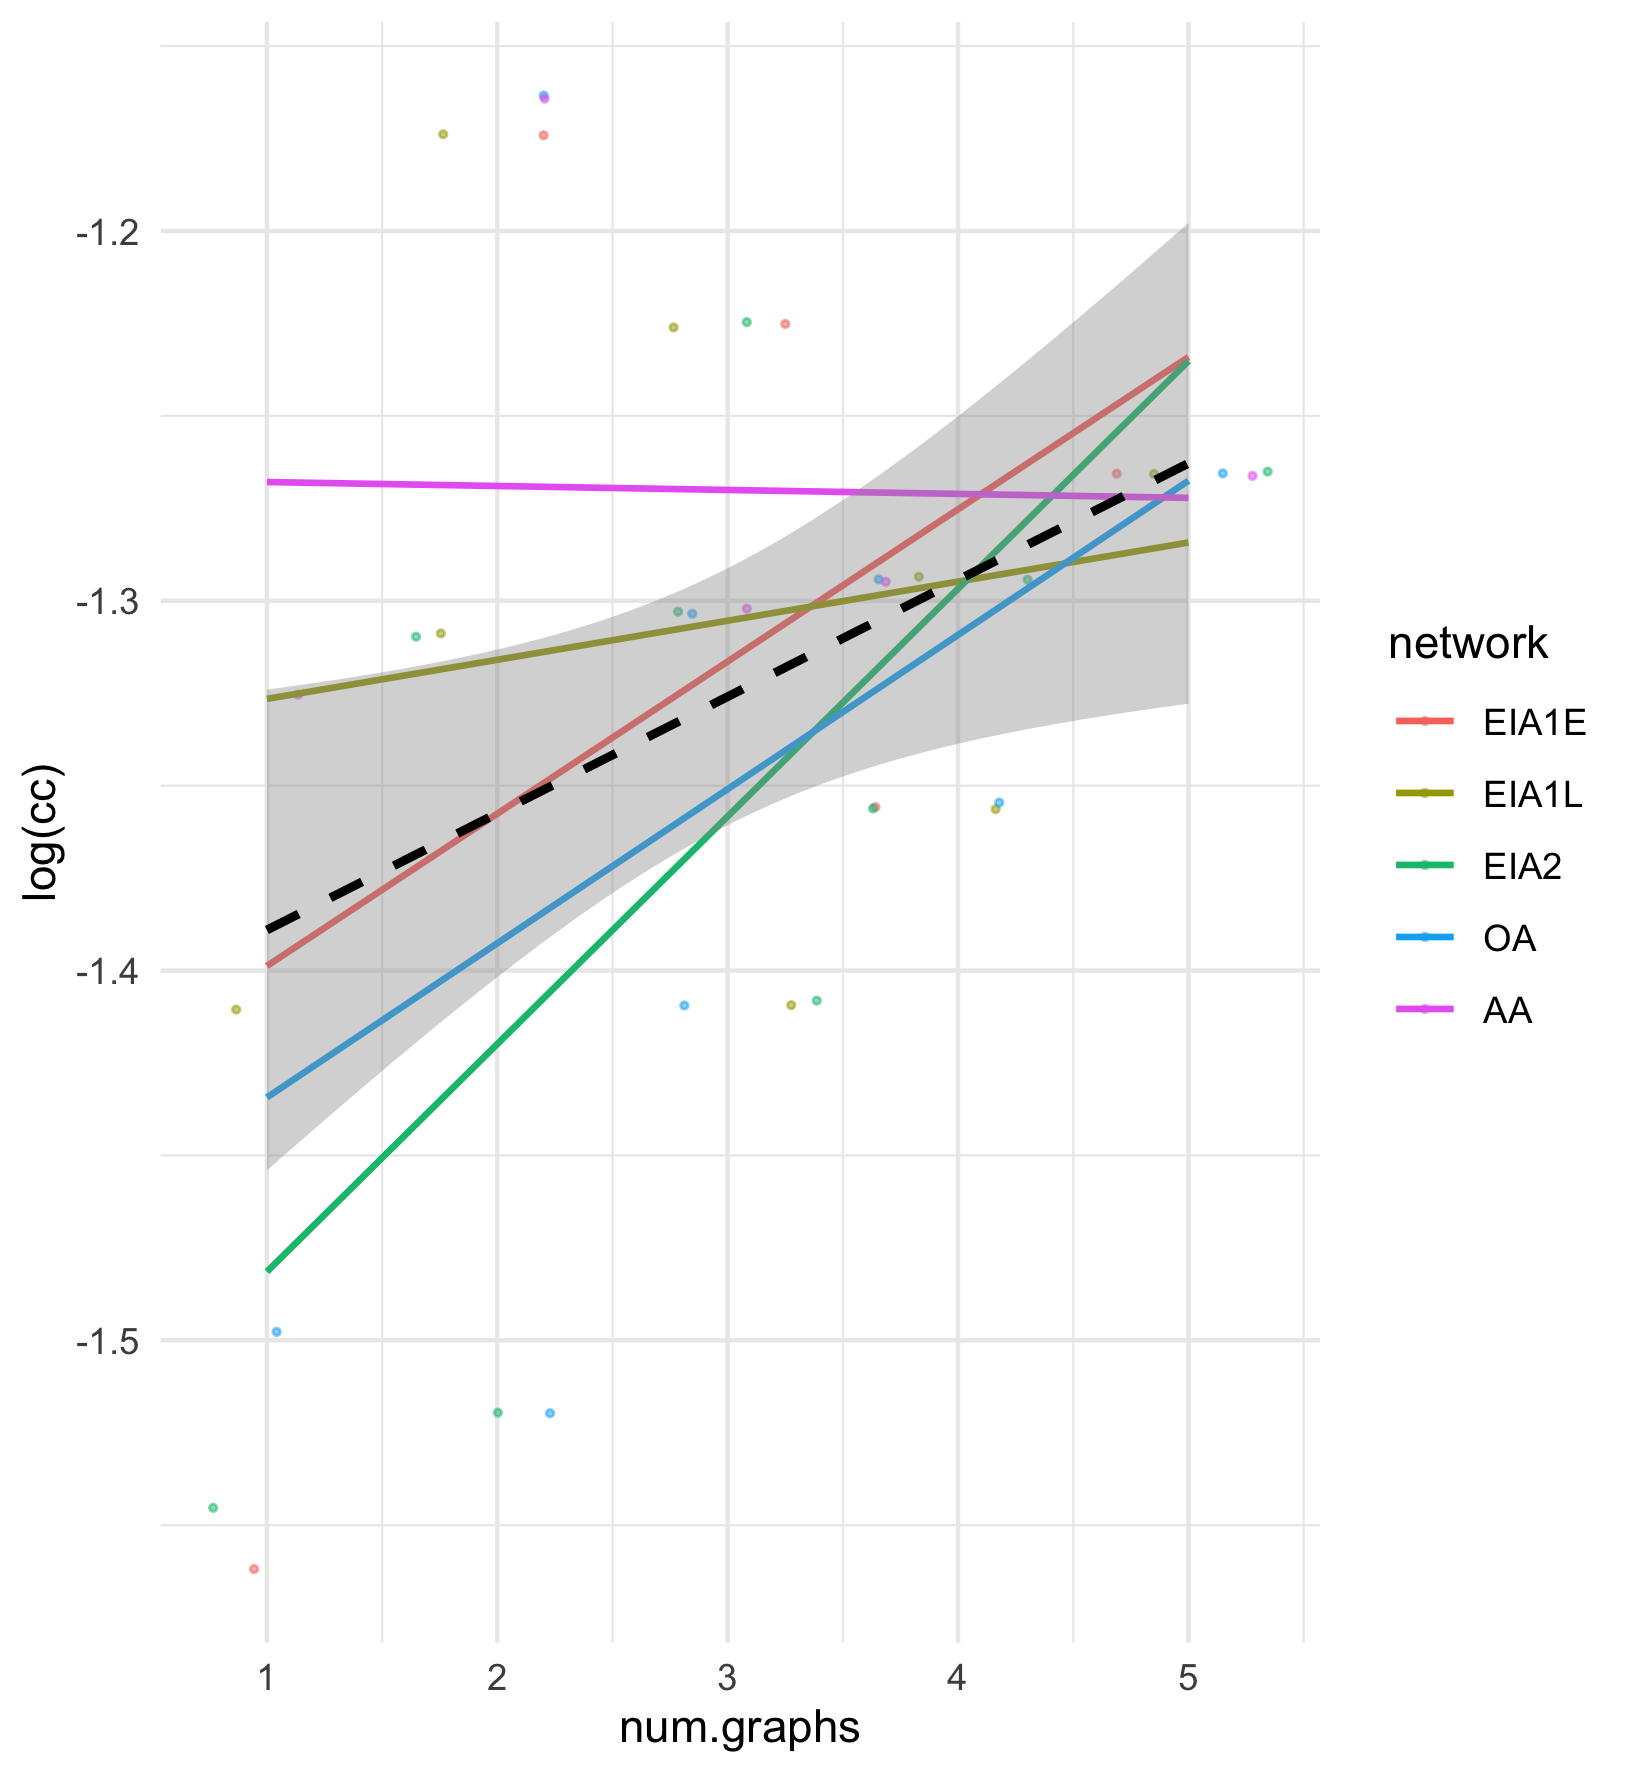 log(cc)
-1.2
-1.3
-1.4
-1.5
1 2 3 4 5
num.graphs
network
EIA1E
EIA1L
EIA2
OA
AA